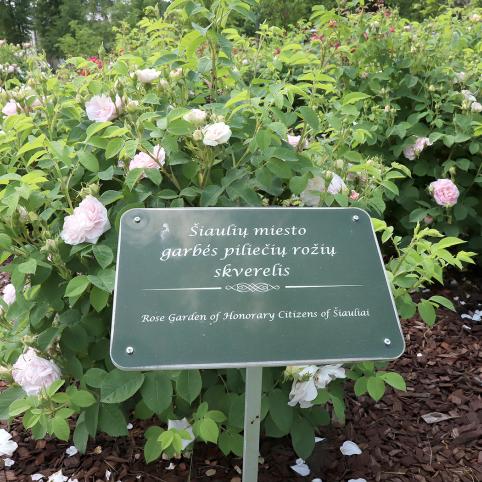 Šiaulių miesto
garbės piliečių rožių
skverelis
Rose Garden of Honorary Citizens of Šiauliai